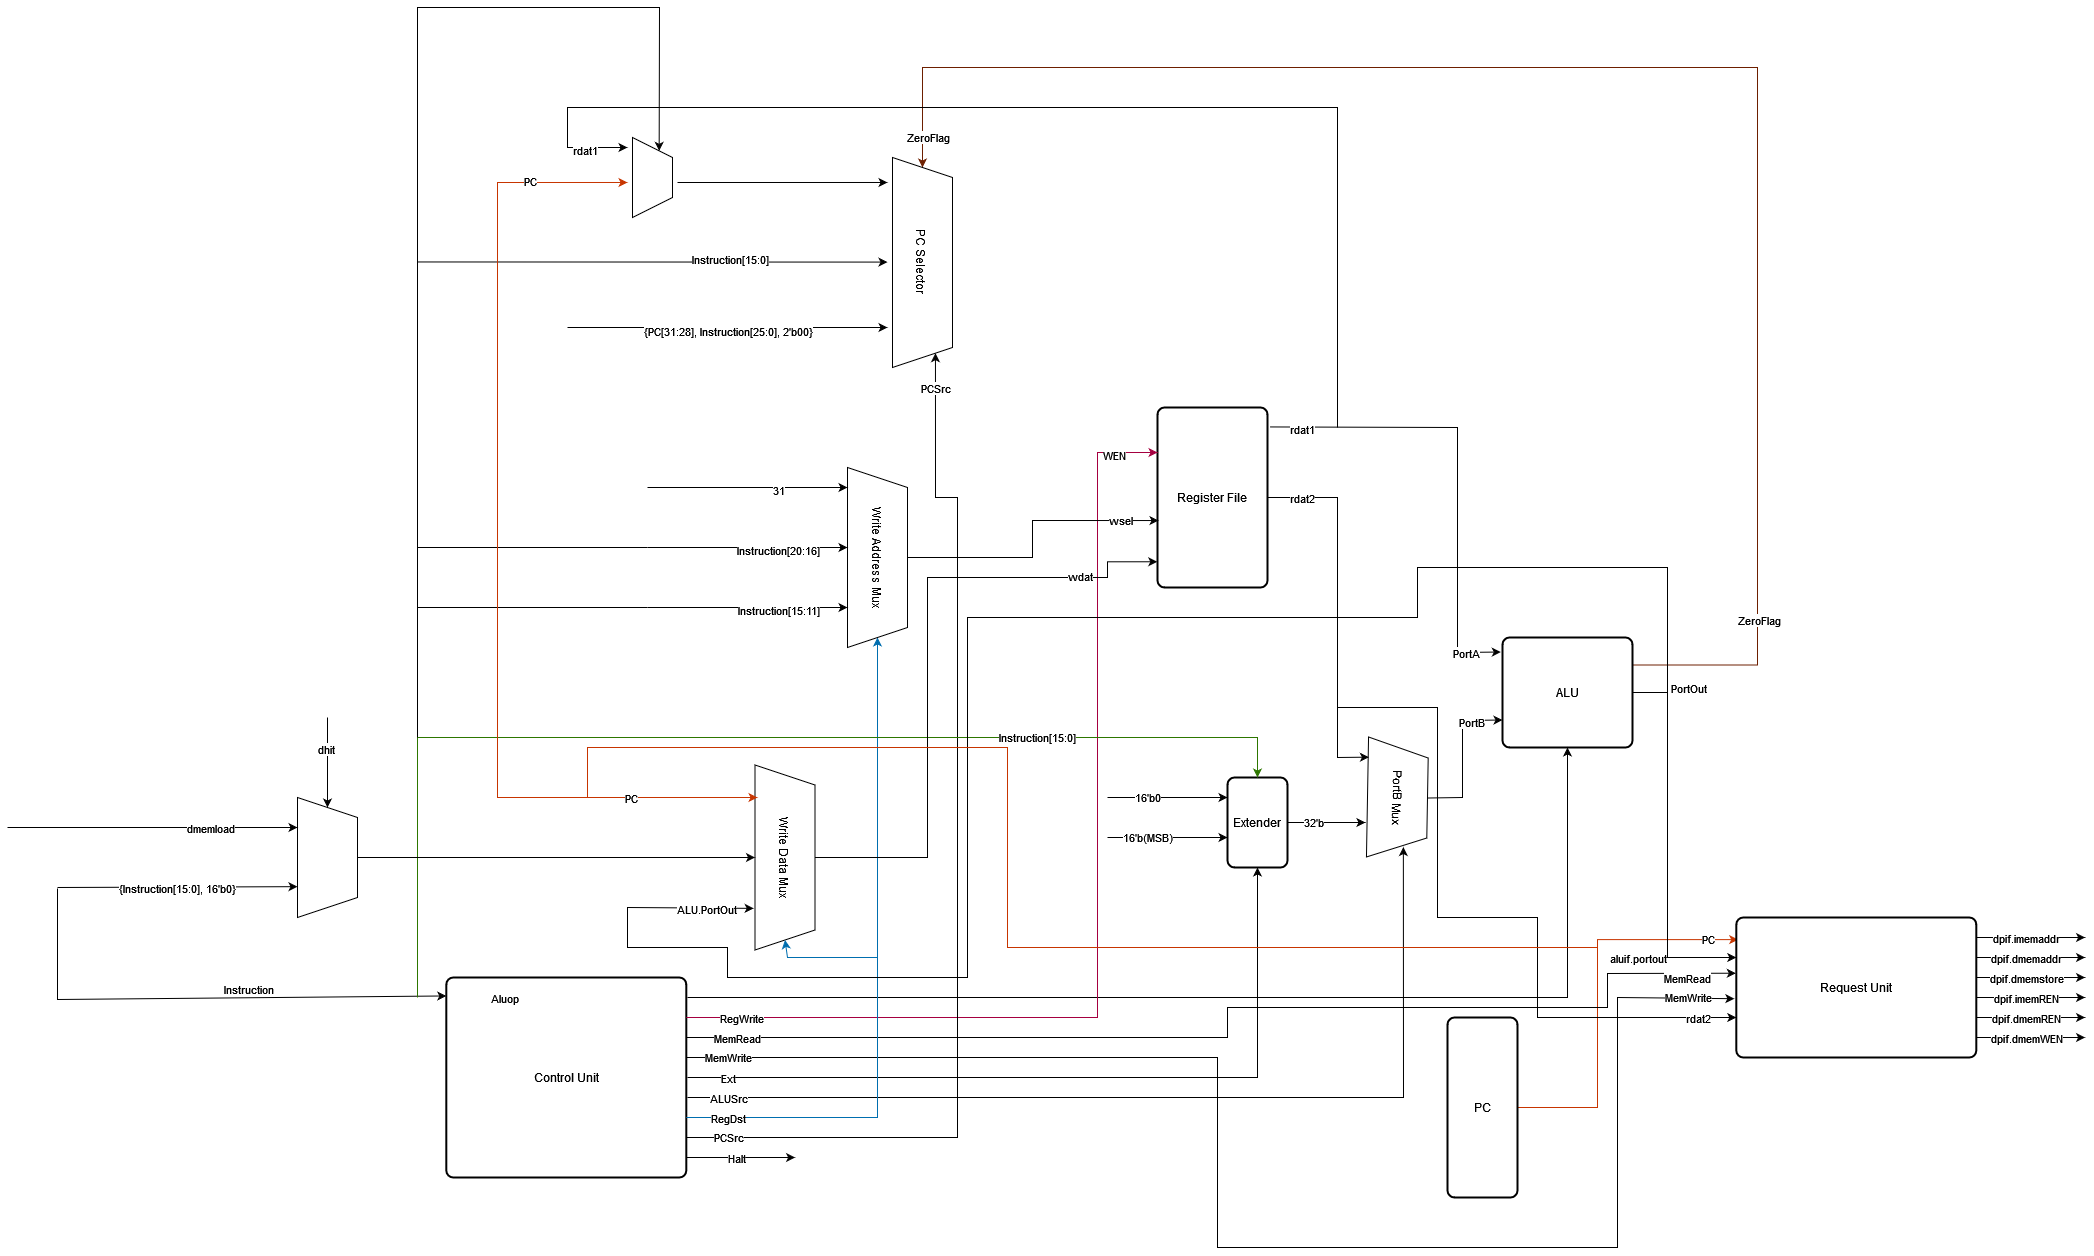 ZeroFlag
rdat1
PC
PC Selector
Instruction[15:0]
{PC[31:28], Instruction[25:0], 2'b00}
PCSrc
rdat1
WEN
31
Register File
rdat2
Write Address Mux
wsel
Instruction[20:16]
wdat
Instruction[15:11]
ZeroFlag
PortA
ALU
PortOut
PortB
Instruction[15:0]
dhit
PC
16'b0
PortB Mux
dmemload
Write Data Mux
Extender
32'b
16'b(MSB)
{Instruction[15:0], 16'b0}
ALU.PortOut
PC
dpif.imemaddr
aluif.portout
dpif.dmemaddr
MemRead
dpif.dmemstore
Request Unit
Instruction
Aluop
MemWrite
dpif.imemREN
RegWrite
rdat2
dpif.dmemREN
MemRead
dpif.dmemWEN
MemWrite
Control Unit
Ext
ALUSrc
PC
RegDst
PCSrc
Halt